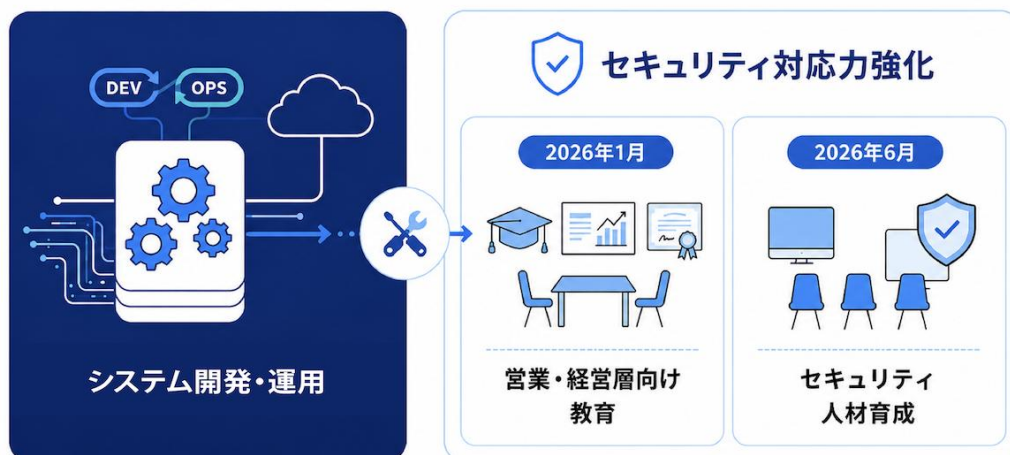 DEV
OPS
システム開発・運用
セキュリティ対応力強化
2026年1月
営業・経営層向け
教育
2026年6月
セキュリティ
人材育成